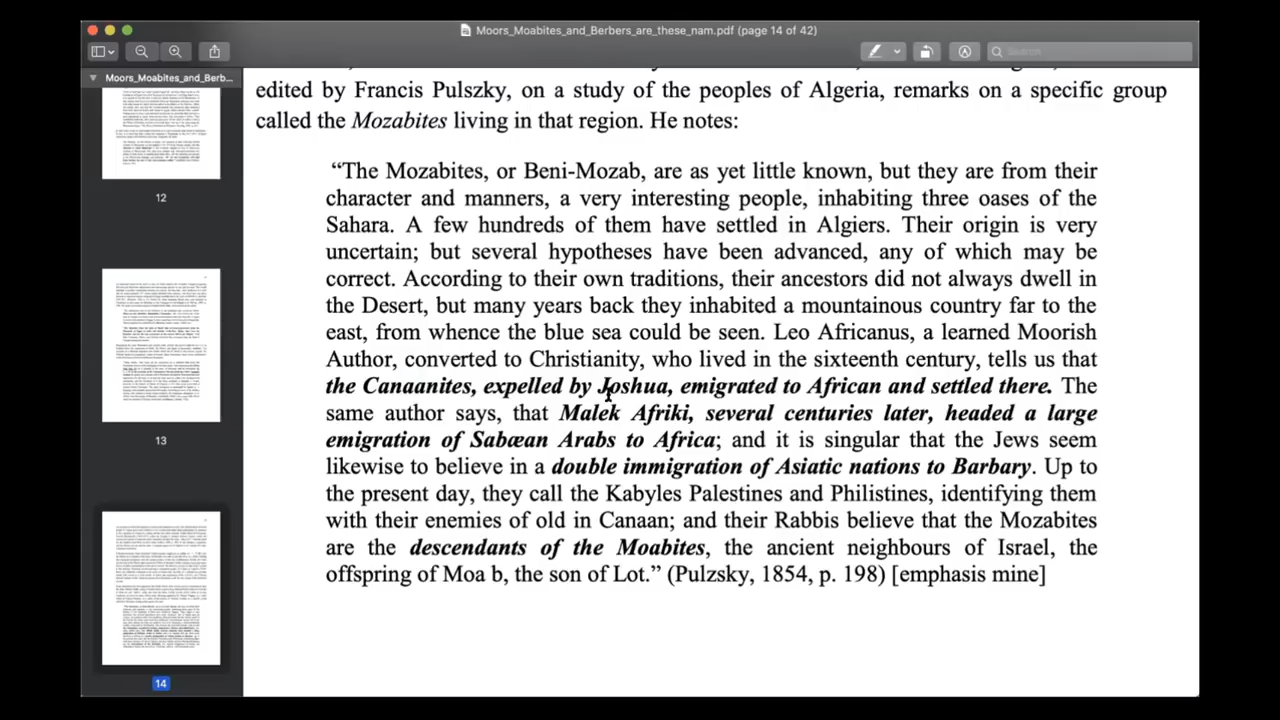 Moors_Moabites_and_Berbers_are_these_nam.pdf (page 14 of 42)
Search
Moors_Moabites_and_Berb...
12
13
14
edited by Francis Pulszky, on a study of the peoples of Algeria remarks on a specific group
called the Mozabites living in the region. He notes:
“The Mozabites, or Beni-Mozab, are as yet little known, but they are from their
character and manners, a very interesting people, inhabiting three oases of the
Sahara. A few hundreds of them have settled in Algiers. Their origin is very
uncertain; but several hypotheses have been advanced, any of which may be
correct. According to their own traditions, their ancestors did not always dwell in
the Desert, but many years back they inhabited a mountainous country far to the
from whence the could be seen. Leo Africanus, a learned Moorish
converted to Christianity, who lived in the sixteenth century, tells us that
the Canaanites, expelled by Joshua, emigrated to Africa, and settled there. The
same author says, that Malek Afriki, several centuries later, headed a large
emigration of Sabæan Arabs to Africa; and it is singular that the Jews seem
likewise to believe in a double immigration of Asiatic nations to Barbary. Up to
the present day, they call the Kabyles Palestines and Philistines, identifying them
with their enemies of old in Canaan; and their Rabbis believe that the Mozabites
are the descendants of the Moabites, the ancient neighbours of Israel, the
offspring of Moa b, the son of Lot.” (Pulzsky, 1854, [emphasis mine]